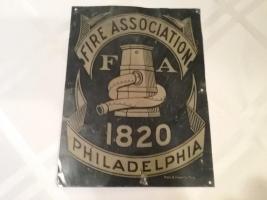 FIRE ASSOCIATION
F A
1820
PHILADELPHIA